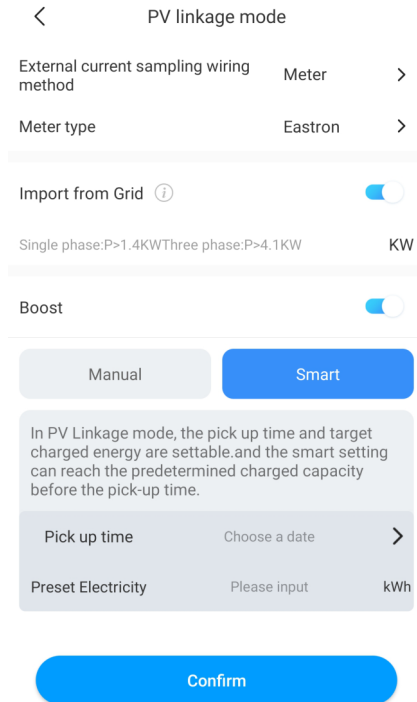 PV linkage mode
External current sampling wiring
method
Meter
Meter type
Eastron
Import from Grid
Single phase:P>1.4KWThree phase:P>4.1KW
KW
Boost
Manual
Smart
In PV Linkage mode, the pick up time and target
charged energy are settable.and the smart setting
can reach the predetermined charged capacity
before the pick-up time.
Pick up time
Choose a date
Preset Electricity
Please input
kWh
Confirm